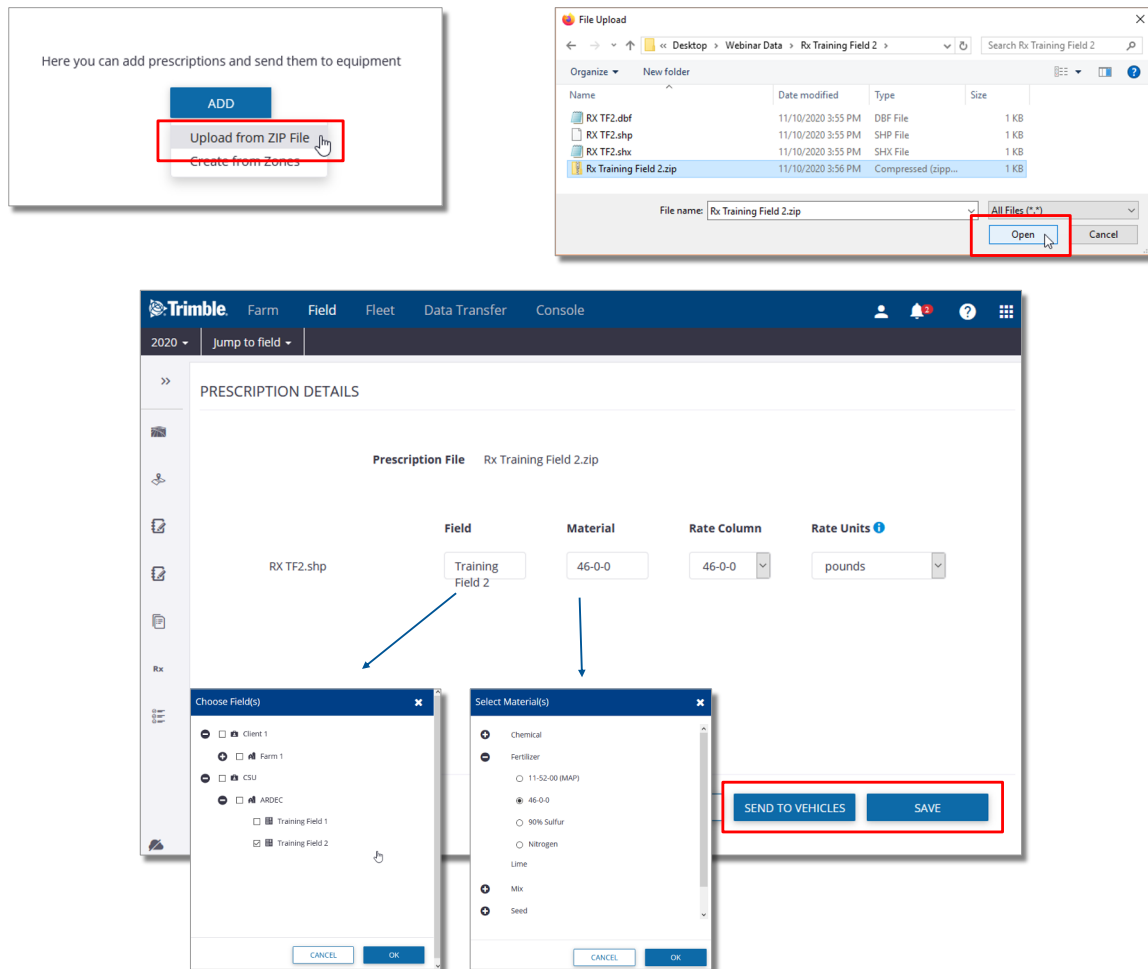 Here you can add prescriptions and send them to equipment
ADD
Upload from ZIP File
Create from Zones
File Upload
« Desktop > Webinar Data > Rx Training Field 2 >
Search Rx Training Field 2
Organize
New folder
Name Date modified Type Size
RX TF2.dbf 11/10/2020 3:55 PM DBF File 1 KB
RX TF2.shp 11/10/2020 3:55 PM SHP File 1 KB
RX TF2.shx 11/10/2020 3:55 PM SHX File 1 KB
Rx Training Field 2.zip 11/10/2020 3:56 PM Compressed (zipp... 1 KB
File name: Rx Training Field 2.zip All Files (*.*)
Open Cancel
Trimble. Farm Field Fleet Data Transfer Console 2 ?
2020 Jump to field
PRESCRIPTION DETAILS
Prescription File Rx Training Field 2.zip
Field Material Rate Column Rate Units
RX TF2.shp Training 46-0-0 46-0-0 pounds
Field 2
Rx
SEND TO VEHICLES SAVE
Choose Field(s)
Client 1
Farm 1
CSU
ARDEC
Training Field 1
Training Field 2
CANCEL OK
Select Material(s)
Chemical
Fertilizer
11-52-00 (MAP)
46-0-0
90% Sulfur
Nitrogen
Lime
Mix
Seed
CANCEL OK